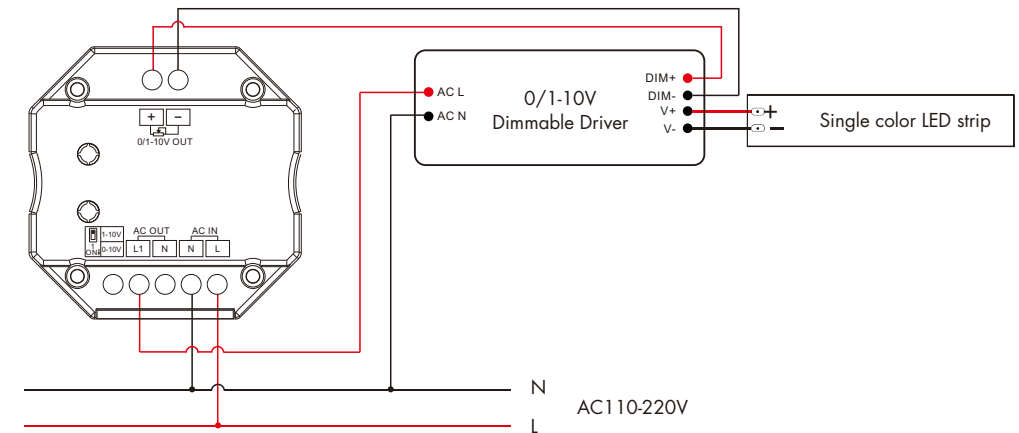 + −
0/1-10V OUT
1-10V
0-10V
1
ON
AC OUT
AC IN
L1 N N L
AC L
AC N
0/1-10V
Dimmable Driver
DIM+
DIM-
V+
V-
+
−
Single color LED strip
N
AC110-220V
L